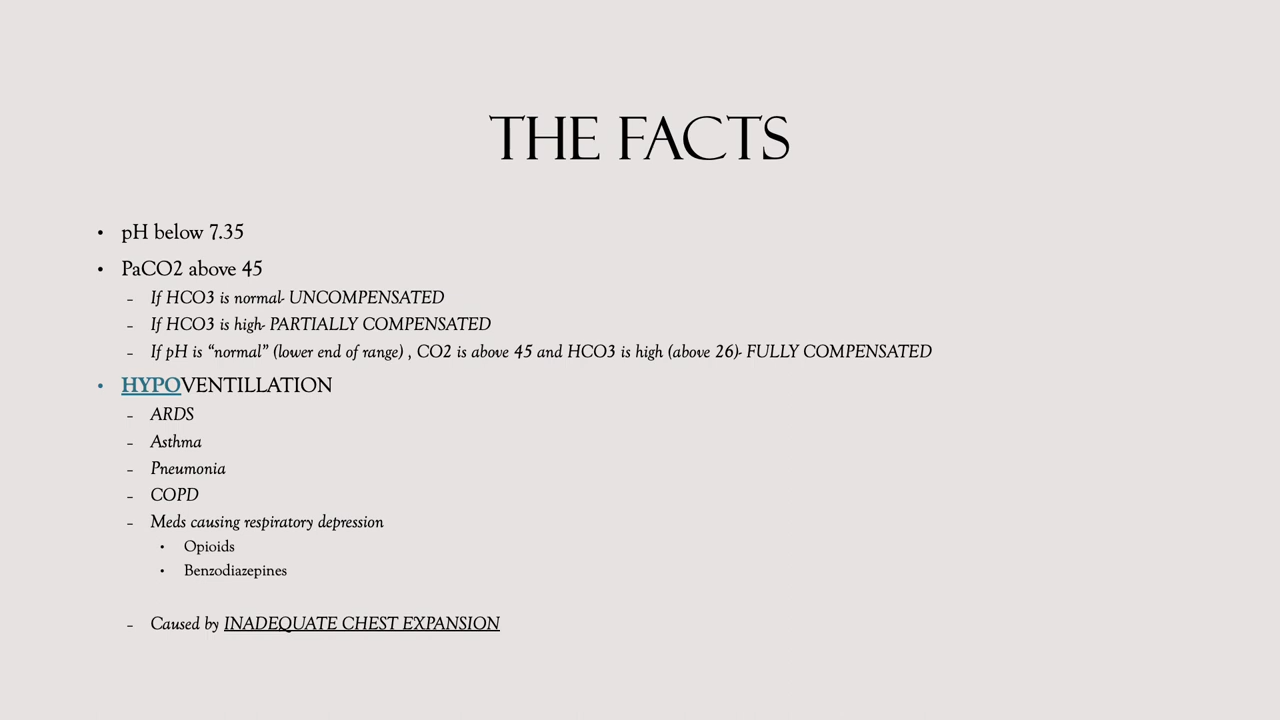 THE FACTS
• pH below 7.35
• PaCO2 above 45
– If HCO3 is normal- UNCOMPENSATED
– If HCO3 is high- PARTIALLY COMPENSATED
– If pH is “normal” (lower end of range) , CO2 is above 45 and HCO3 is high (above 26)- FULLY COMPENSATED
• HYPOVENTILLATION
– ARDS
– Asthma
– Pneumonia
– COPD
– Meds causing respiratory depression
• Opioids
• Benzodiazepines
– Caused by INADEQUATE CHEST EXPANSION